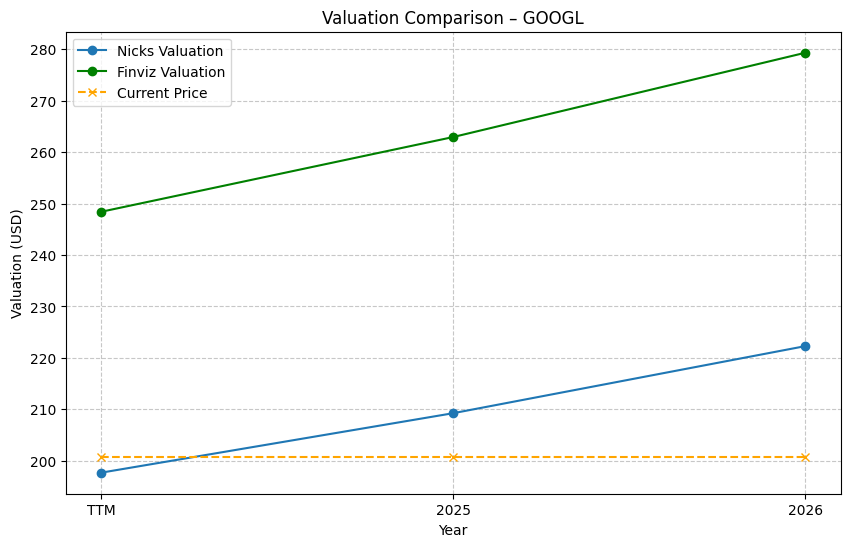 Valuation Comparison – GOOGL
Nicks Valuation
Finviz Valuation
Current Price
Valuation (USD)
280
270
260
250
240
230
220
210
200
TTM
2025
2026
Year